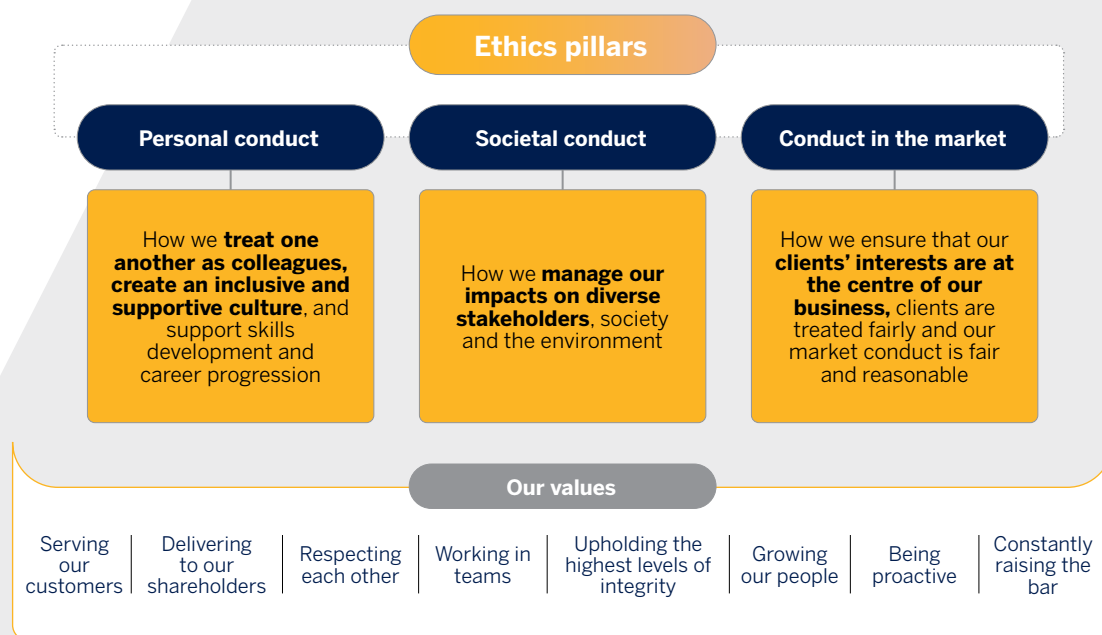 Ethics pillars
Personal conduct
How we treat one
another as colleagues,
create an inclusive and
supportive culture, and
support skills
development and
career progression
Societal conduct
How we manage our
impacts on diverse
stakeholders, society
and the environment
Conduct in the market
How we ensure that our
clients’ interests are at
the centre of our
business, clients are
treated fairly and our
market conduct is fair
and reasonable
Our values
Serving
our
customers
Delivering
to our
shareholders
Respecting
each other
Working in
teams
Upholding the
highest levels of
integrity
Growing
our people
Being
proactive
Constantly
raising the
bar